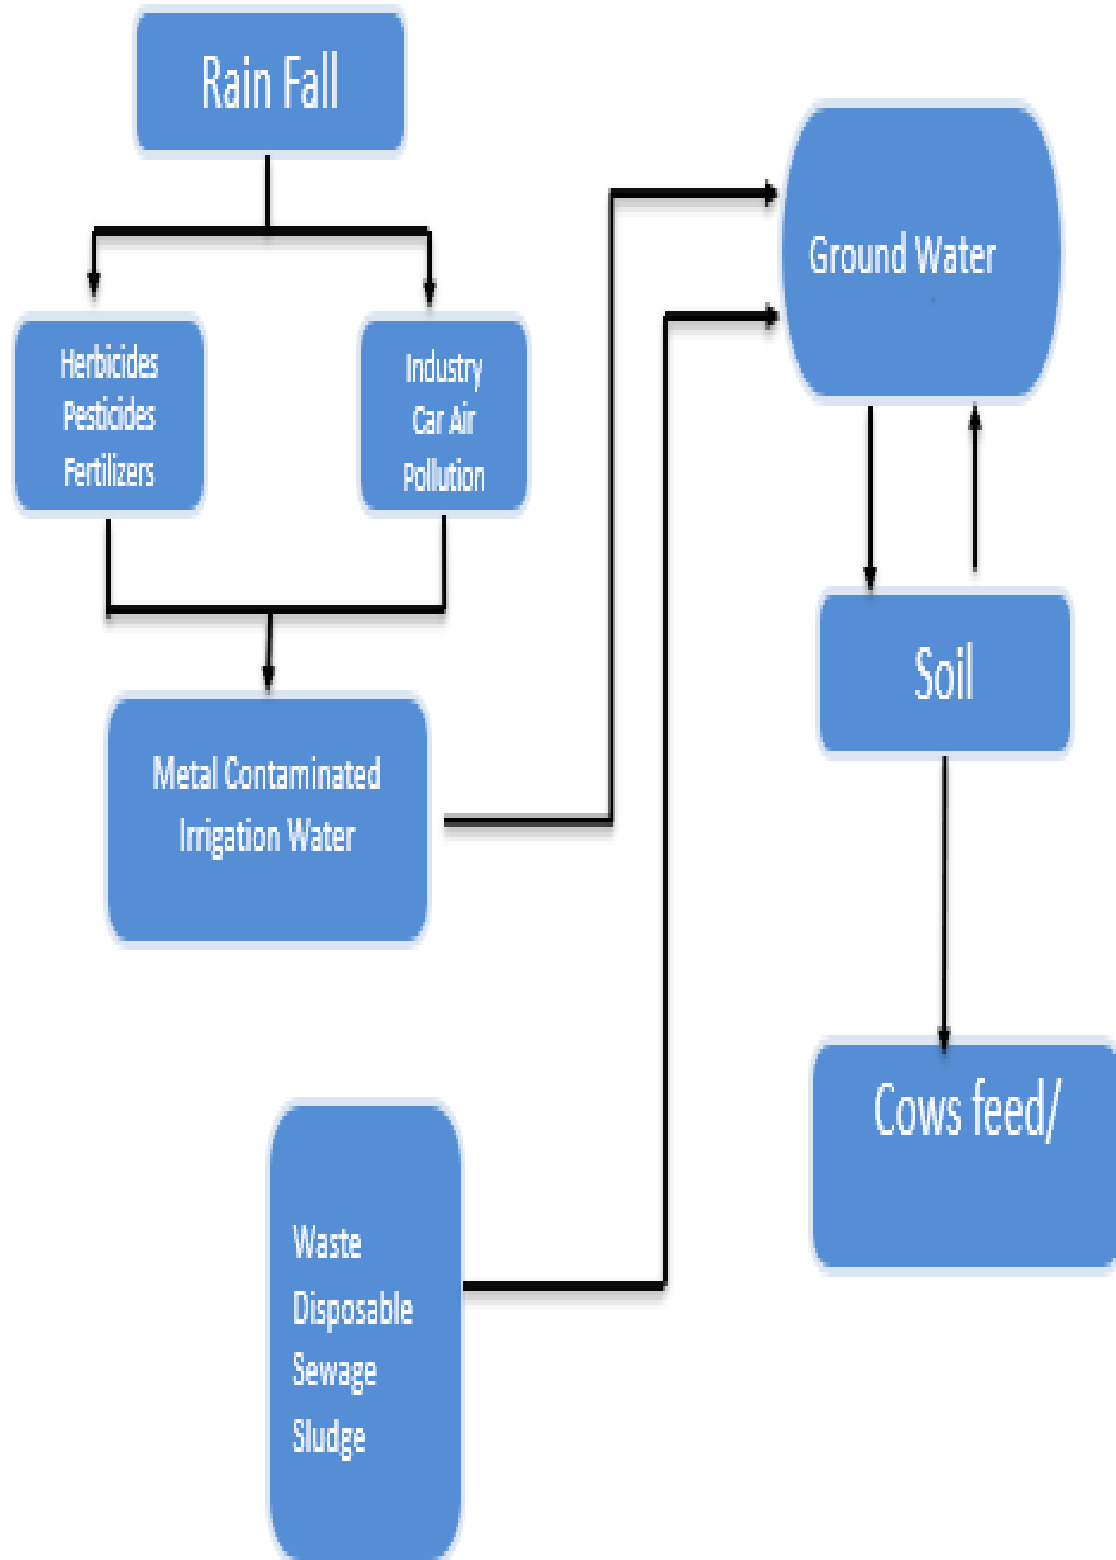 Rain Fall
Herbicides
Pesticides
Fertilizers
Industry
Car Air
Pollution
Metal Contaminated
Irrigation Water
Waste
Disposable
Sewage
Sludge
Ground Water
Soil
Cows feed/